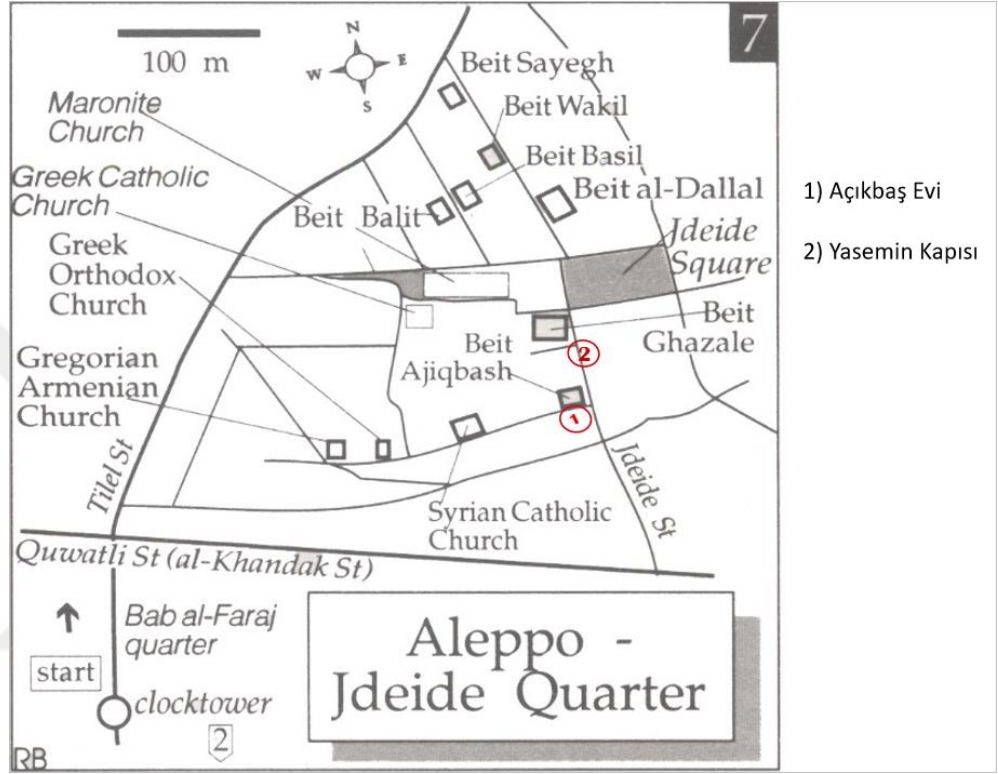 7
100 m
N
W
E
S
Beit Sayegh
Maronite
Church
Beit Wakil
Beit Basil
Greek Catholic
Church
Beit al-Dallal
Beit Balit
Jdeide
Square
Greek
Orthodox
Church
Beit
Ghazale
Beit
Ajiqbash
2
1
Gregorian
Armenian
Church
Tilel St
Jdeide St
Syrian Catholic
Church
Quwatli St (al-Khandak St)
Bab al-Faraj
quarter
start
clocktower
2
Aleppo -
Jdeide Quarter
RB
1) Açıkbaş Evi
2) Yasemin Kapısı